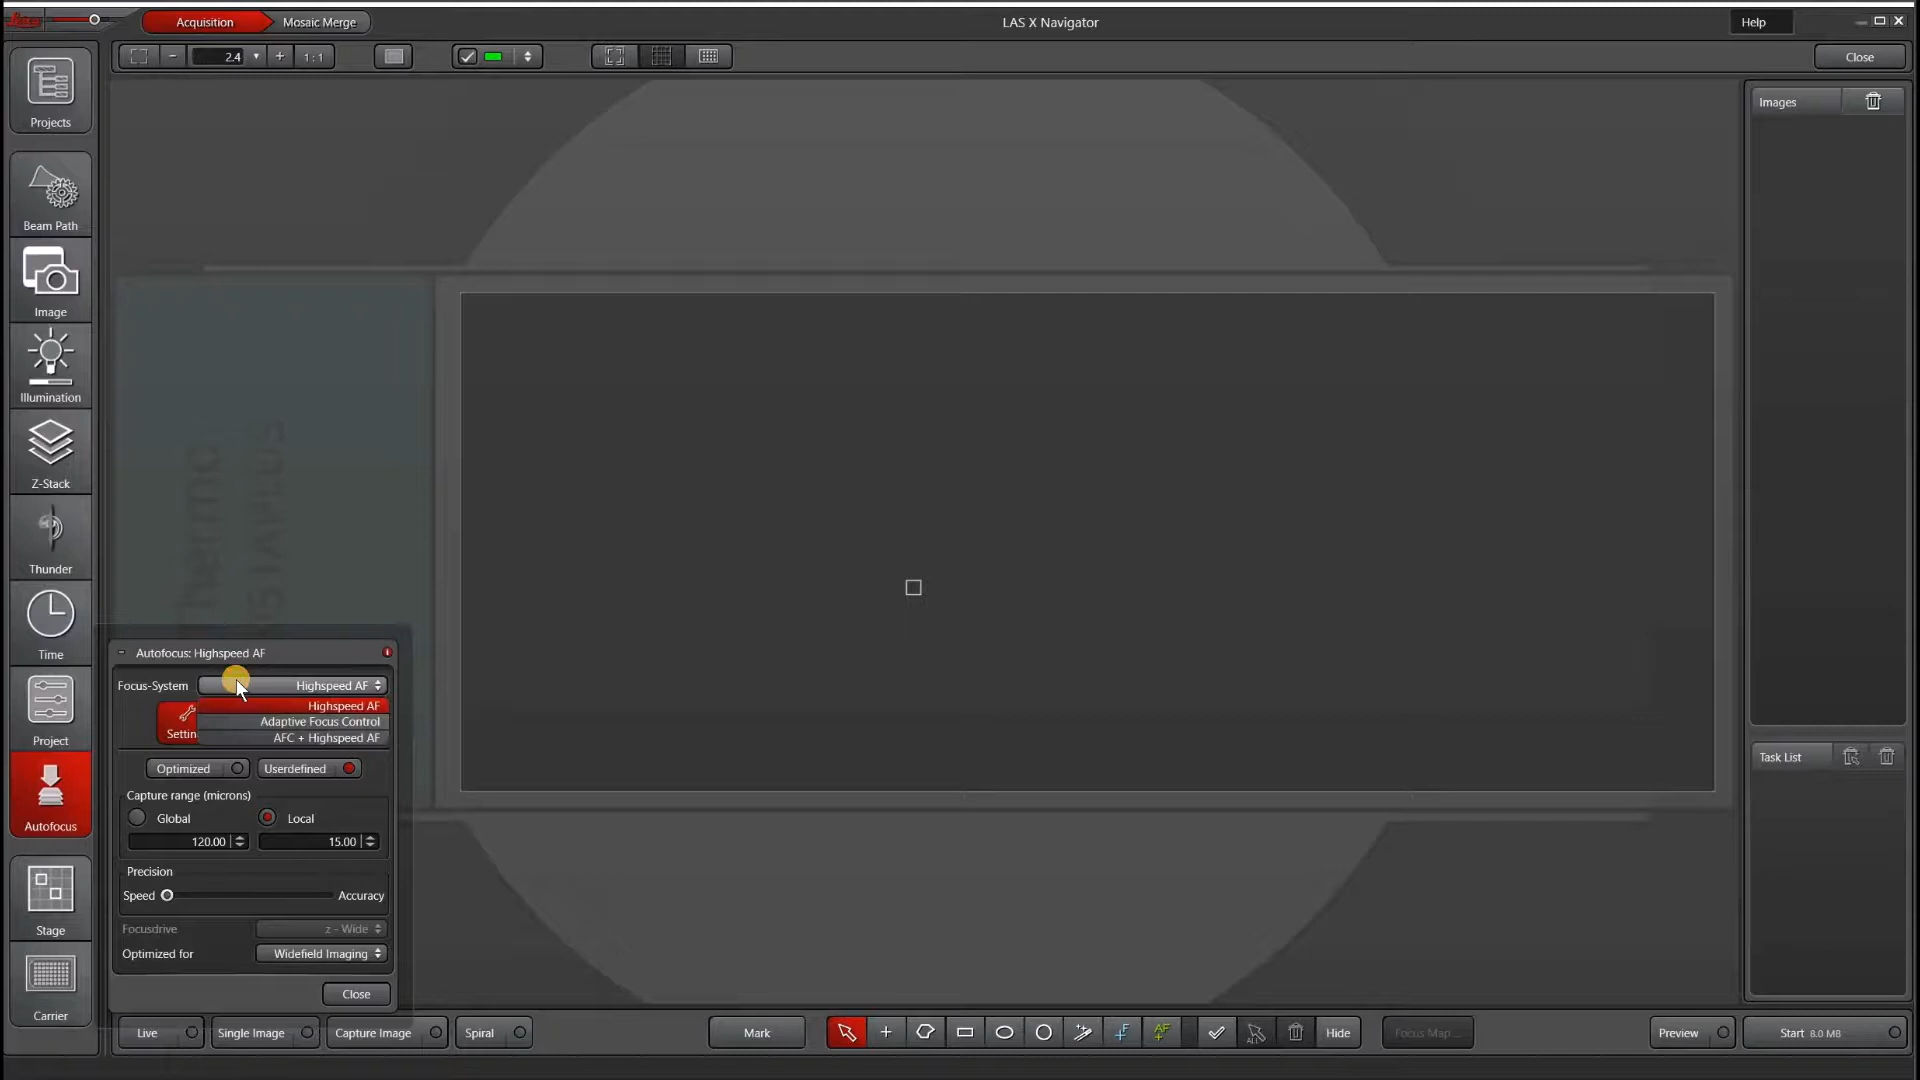 Acquisition
Mosaic Merge
LAS X Navigator
Help
2.4
1:1
Close
Projects
Beam Path
Image
Illumination
Z-Stack
Thunder
Time
Project
Autofocus
Stage
Carrier
Images
Task List
Thermo
Autofocus: Highspeed AF
Focus-System
Highspeed AF
Highspeed AF
Adaptive Focus Control
AFC + Highspeed AF
Settin
Optimized
Userdefined
Capture range (microns)
Global
Local
120.00
15.00
Precision
Speed
Accuracy
Focusdrive
z - Wide
Optimized for
Widefield Imaging
Close
Live
Single Image
Capture Image
Spiral
Mark
F
AF
ALL
Hide
Focus Map...
Preview
Start 8.0 MB